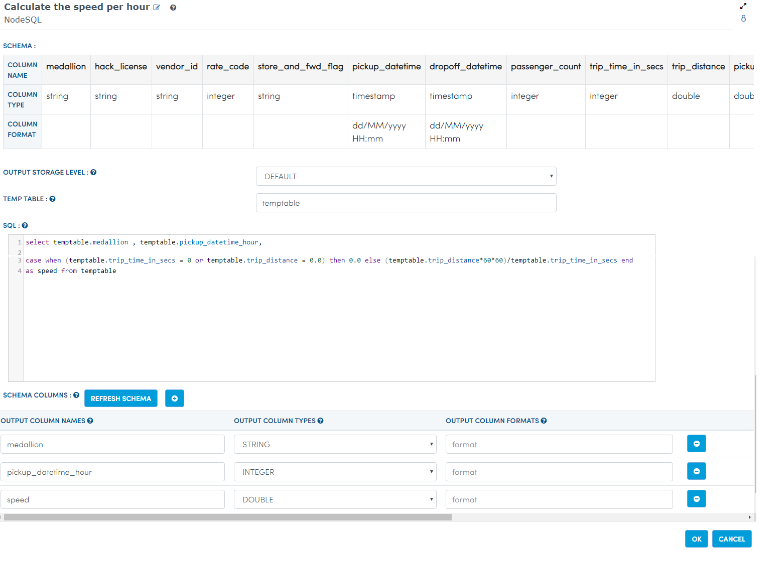 Calculate the speed per hour
NodeSQL
SCHEMA :
COLUMN NAME medallion hack_license vendor_id rate_code store_and_fwd_flag pickup_datetime dropoff_datetime passenger_count trip_time_in_secs trip_distance picku
COLUMN TYPE string string string integer string timestamp timestamp integer integer double doub
COLUMN FORMAT dd/MM/yyyy HH:mm dd/MM/yyyy HH:mm
OUTPUT STORAGE LEVEL : DEFAULT
TEMP TABLE : temptable
SQL :
1 select temptable.medallion , temptable.pickup_datetime_hour,
2
3 case when (temptable.trip_time_in_secs = 0 or temptable.trip_distance = 0.0) then 0.0 else (temptable.trip_distance*60*60)/temptable.trip_time_in_secs end
4 as speed from temptable
SCHEMA COLUMNS : REFRESH SCHEMA
OUTPUT COLUMN NAMES OUTPUT COLUMN TYPES OUTPUT COLUMN FORMATS
medallion STRING format
pickup_datetime_hour INTEGER format
speed DOUBLE format
OK CANCEL